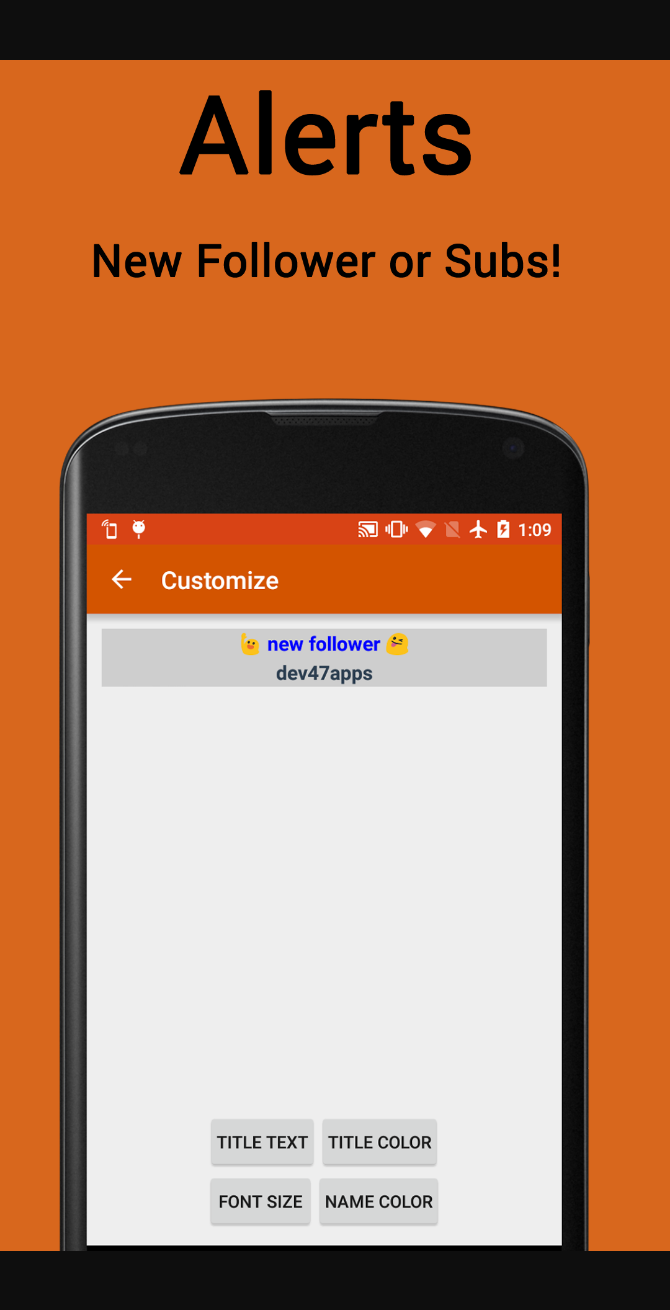 Alerts
New Follower or Subs!
1:09
Customize
new follower
dev47apps
TITLE TEXT TITLE COLOR
FONT SIZE NAME COLOR